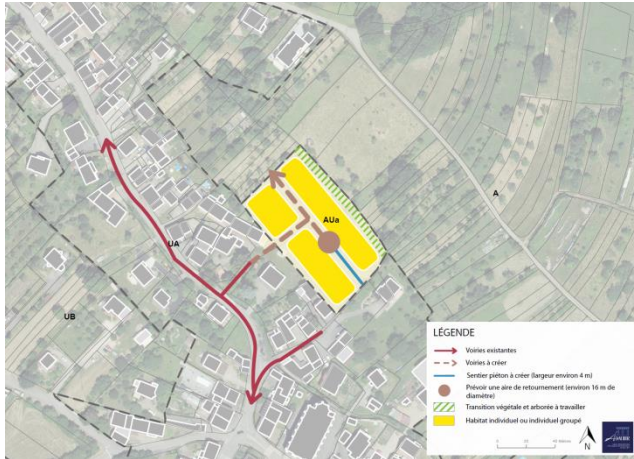 AUa
A
UA
UB
LÉGENDE
Voiries existantes
Voiries à créer
Sentier piéton à créer (largeur environ 4 m)
Prévoir une aire de retournement (environ 16 m de
diamètre)
Transition végétale et arborée à travailler
Habitat individuel ou individuel groupé
N